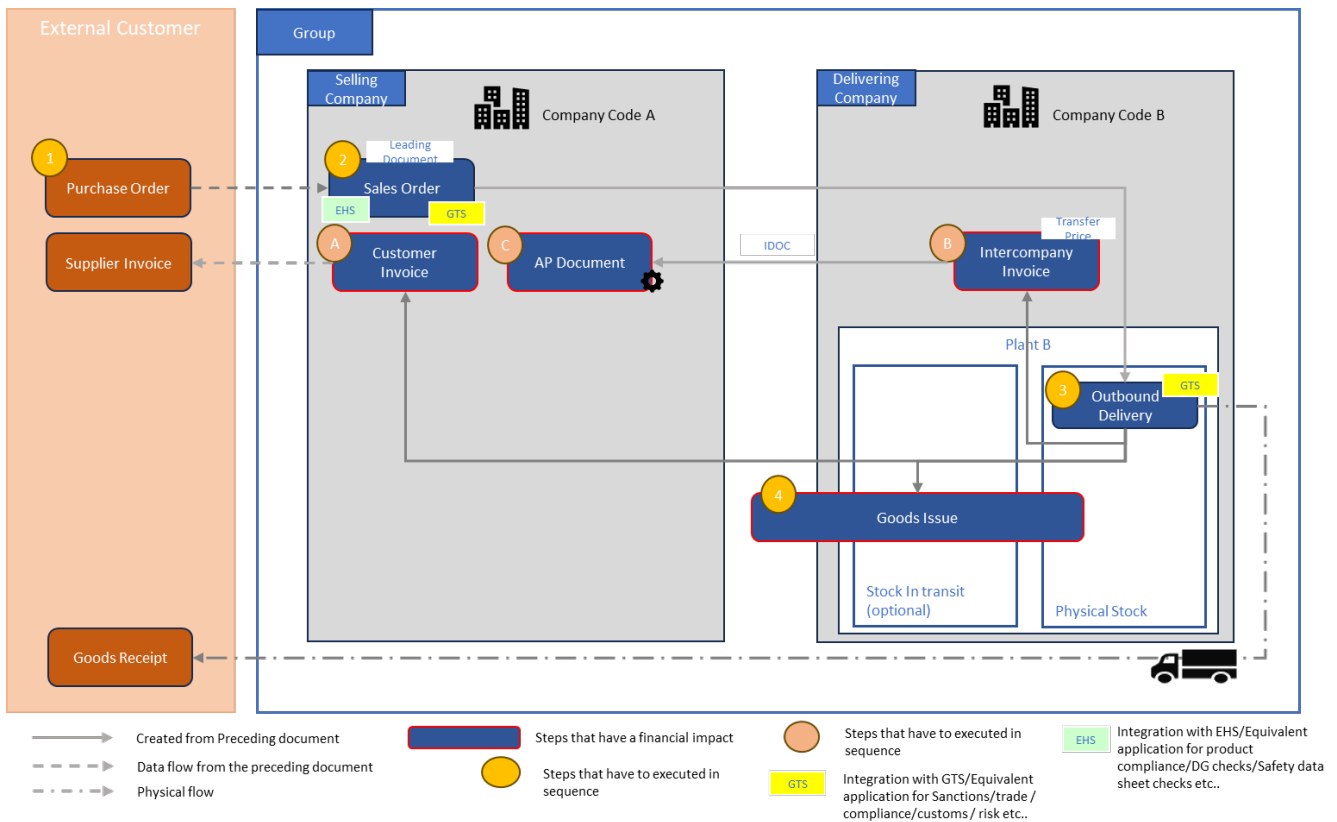 External Customer
Group
Selling
Company
Company Code A
Delivering
Company
Company Code B
1
Purchase Order
2
Leading
Document
Sales Order
EHS
GTS
Supplier Invoice
A
Customer
Invoice
C
AP Document
IDOC
B
Transfer
Price
Intercompany
Invoice
Plant B
3
Outbound
Delivery
GTS
4
Goods Issue
Stock In transit
(optional)
Physical Stock
Goods Receipt
Created from Preceding document
Data flow from the preceding document
Physical flow
Steps that have a financial impact
Steps that have to executed in
sequence
Steps that have to executed in
sequence
GTS
Integration with GTS/Equivalent
application for Sanctions/trade /
compliance/customs / risk etc..
EHS
Integration with EHS/Equivalent
application for product
compliance/DG checks/Safety data
sheet checks etc..